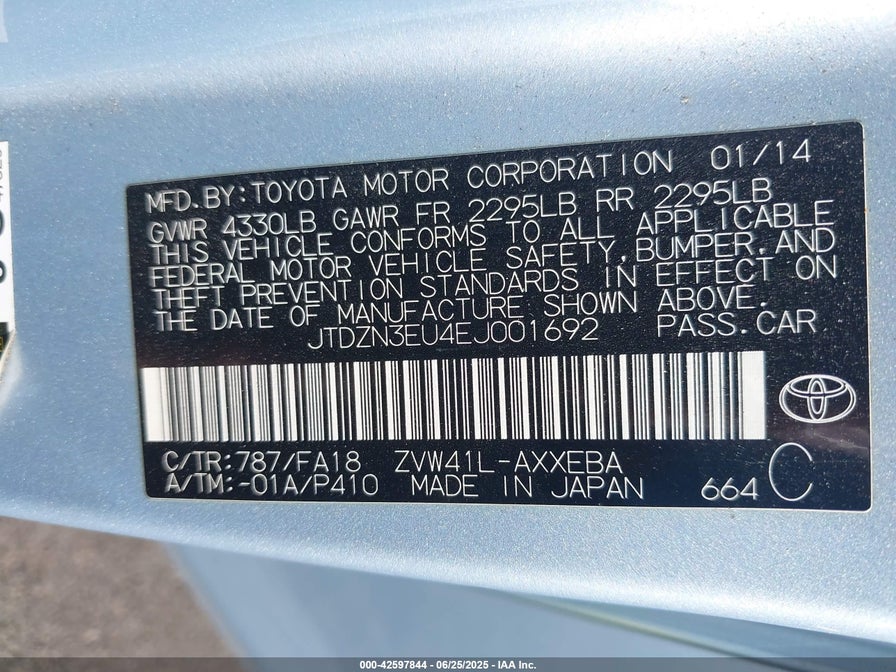 MFD.BY:TOYOTA MOTOR CORPORATION 01/14
GVWR 4330LB GAWR FR 2295LB RR 2295LB
THIS VEHICLE CONFORMS TO ALL APPLICABLE
FEDERAL MOTOR VEHICLE SAFETY,BUMPER,AND
THEFT PREVENTION STANDARDS IN EFFECT ON
THE DATE OF MANUFACTURE SHOWN ABOVE.
JTDZN3EU4EJ001692 PASS.CAR
C/TR:787/FA18 ZVW41L-AXXEBA
A/TM:-01A/P410 MADE IN JAPAN 664 C
000-42597844 | 06/25/2025 - IAA Inc.